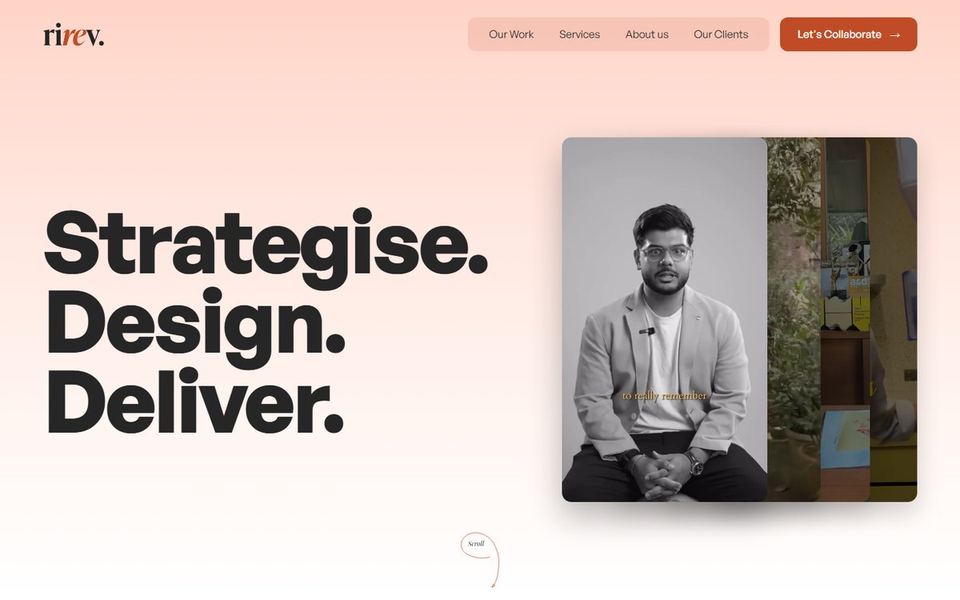 rirev.
Our Work
Services
About us
Our Clients
Let's Collaborate →
Strategise.
Design.
Deliver.
to really remember
Scroll